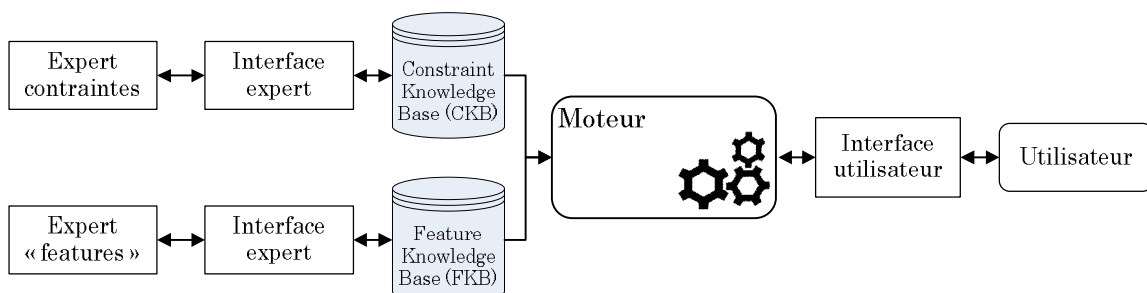 Expert
contraintes
Interface
expert
Constraint
Knowledge
Base (CKB)
Moteur
Interface
utilisateur
Utilisateur
Expert
« features »
Interface
expert
Feature
Knowledge
Base (FKB)